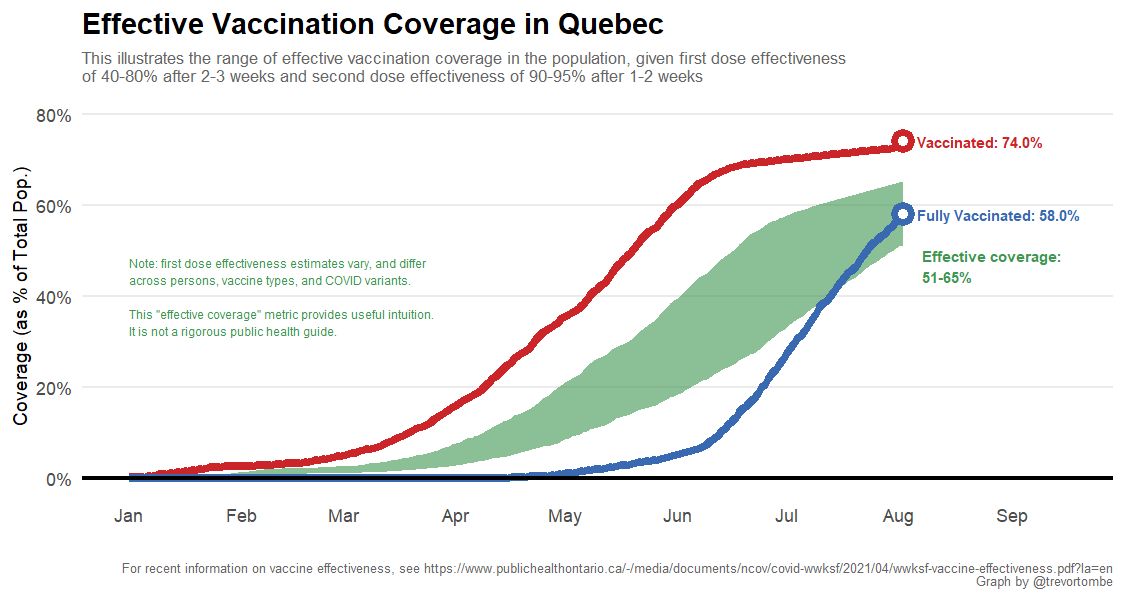 Effective Vaccination Coverage in Quebec
This illustrates the range of effective vaccination coverage in the population, given first dose effectiveness
of 40-80% after 2-3 weeks and second dose effectiveness of 90-95% after 1-2 weeks
Coverage (as % of Total Pop.)
80%
60%
40%
20%
0%
Vaccinated: 74.0%
Fully Vaccinated: 58.0%
Effective coverage:
51-65%
Note: first dose effectiveness estimates vary, and differ
across persons, vaccine types, and COVID variants.
This "effective coverage" metric provides useful intuition.
It is not a rigorous public health guide.
Jan Feb Mar Apr May Jun Jul Aug Sep
For recent information on vaccine effectiveness, see https://www.publichealthontario.ca/-/media/documents/ncov/covid-wwksf/2021/04/wwksf-vaccine-effectiveness.pdf?la=en
Graph by @trevortombe